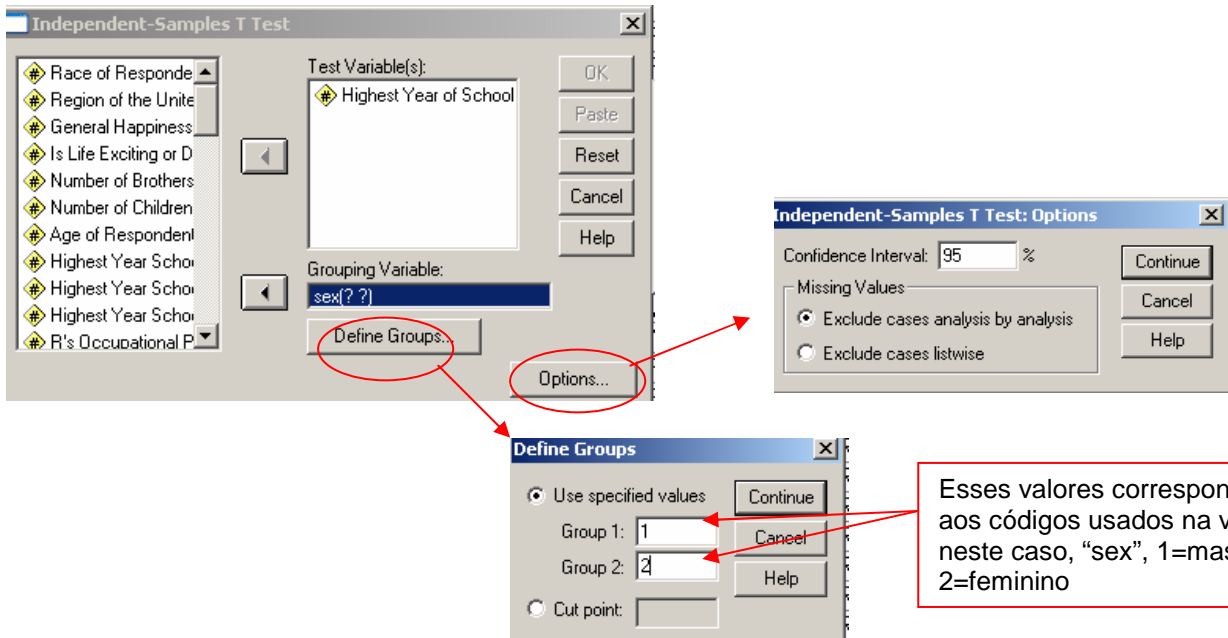 Independent-Samples T Test
Race of Responde
Region of the Unite
General Happiness
Is Life Exciting or D
Number of Brothers
Number of Children
Age of Respondent
Highest Year Schoo
Highest Year Schoo
Highest Year Schoo
R's Occupational P
Test Variable(s):
Highest Year of School
Grouping Variable:
sex(? ?)
Define Groups...
OK
Paste
Reset
Cancel
Help
Options...
Independent-Samples T Test: Options
Confidence Interval: 95 %
Missing Values
Exclude cases analysis by analysis
Exclude cases listwise
Continue
Cancel
Help
Define Groups
Use specified values
Group 1: 1
Group 2: 2
Cut point:
Continue
Cancel
Help
Esses valores correspon
aos códigos usados na v
neste caso, “sex”, 1=mas
2=feminino